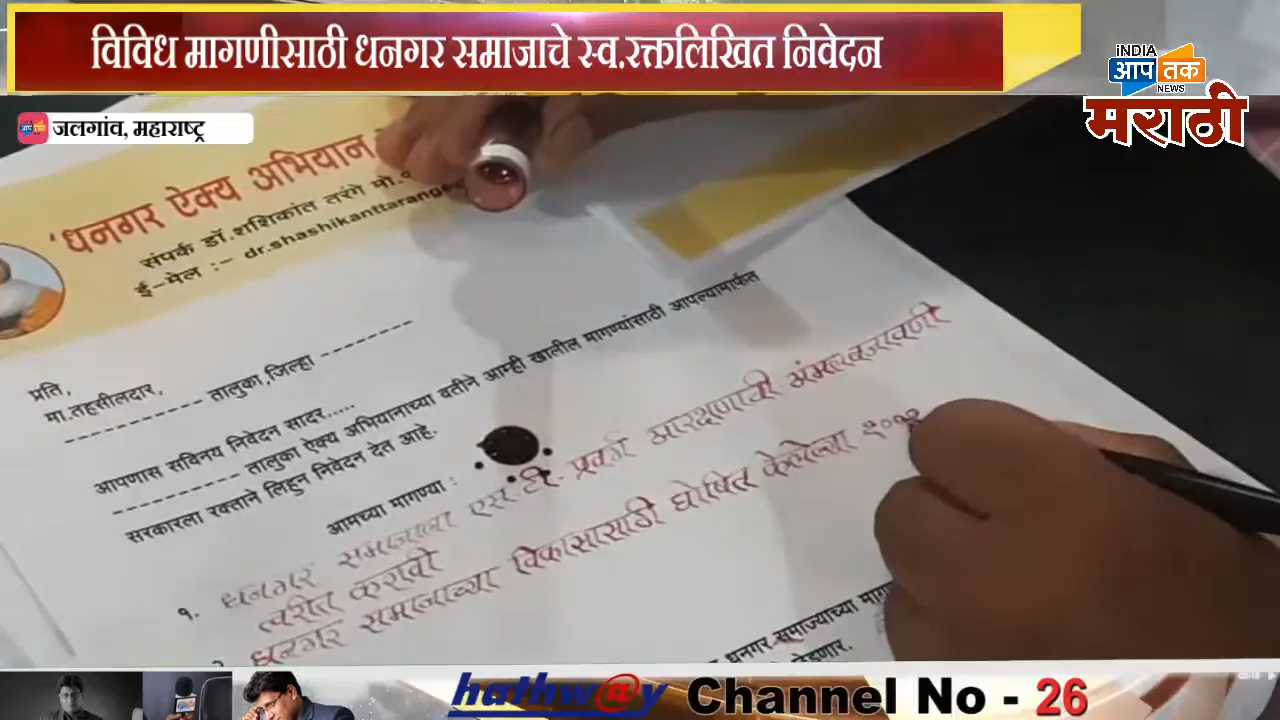 विविध मागणीसाठी धनगर समाजाचे स्व.रक्तलिखित निवेदन
INDIA
आप तक
NEWS
मराठी
जलगांव, महाराष्ट्र
'धनगर ऐक्य अभियान
संपर्क डॉ.शशिकांत तरंगे मो.
ई-मेल :- dr.shashikanttarange
प्रति,
मा.तहसीलदार,
---------- तालुका,जिल्हा --------
आपणास सविनय निवेदन सादर.....
---------- तालुका ऐक्य अभियानाच्या वतीने आम्ही खालील मागण्यांसाठी आपल्यामार्फत
सरकारला रक्ताने लिहुन निवेदन देत आहे.
आमच्या मागण्या :
१. धनगर समाजाला एस टी. प्रवर्ग आरक्षणाची अंमलबजावणी
त्वरीत करावी
धनगर समाजाच्या विकासासाठी घोषित केलेल्या
धनगर समाज्याच्या
hathw@y Channel No - 26